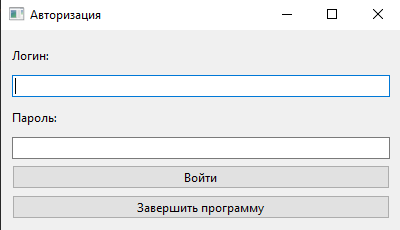 Авторизация
Логин:
Пароль:
Войти
Завершить программу